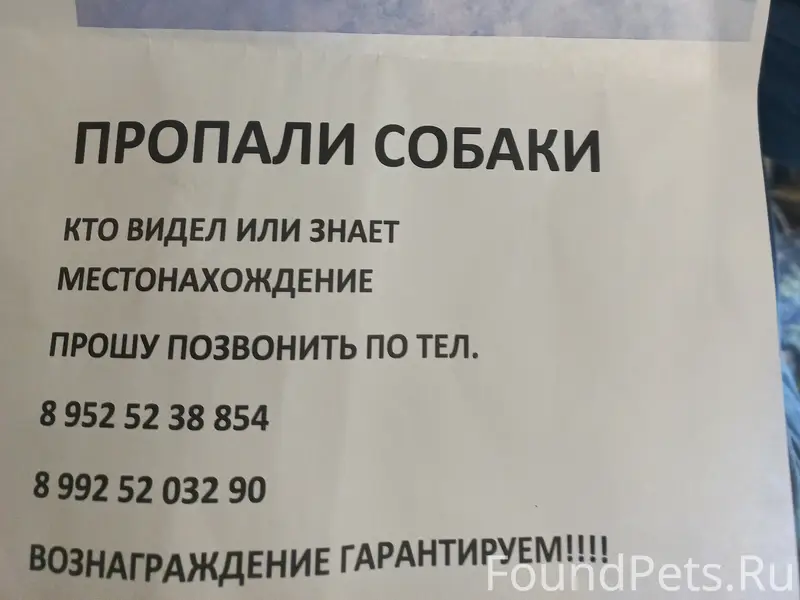 ПРОПАЛИ СОБАКИ
КТО ВИДЕЛ ИЛИ ЗНАЕТ
МЕСТОНАХОЖДЕНИЕ
ПРОШУ ПОЗВОНИТЬ ПО ТЕЛ.
8 952 52 38 854
8 992 52 032 90
ВОЗНАГРАЖДЕНИЕ ГАРАНТИРУЕМ!!!!
FoundPets.Ru